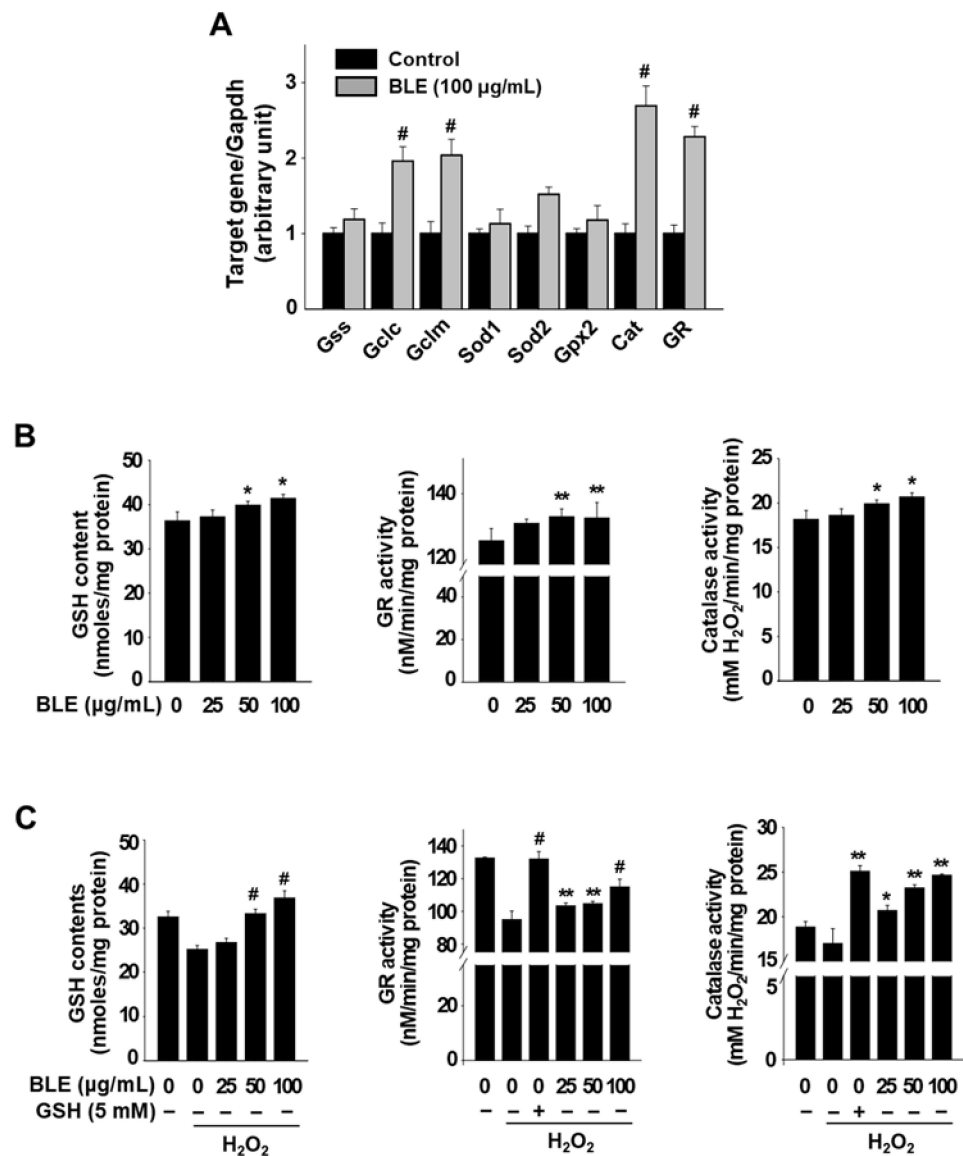 A
Control
BLE (100 µg/mL)
Target gene/Gapdh
(arbitrary unit)
3
2
1
0
# # # #
Gss Gclc Gclm Sod1 Sod2 Gpx2 Cat GR
B
GSH content
(nmoles/mg protein)
50
40
30
20
10
0
* *
BLE (µg/mL) 0 25 50 100
GR activity
(nM/min/mg protein)
140
120
40
20
0
** **
0 25 50 100
Catalase activity
(mM H₂O₂/min/mg protein)
25
20
15
10
5
0
* *
0 25 50 100
C
GSH contents
(nmoles/mg protein)
50
40
30
20
10
0
# #
BLE (µg/mL) 0 0 25 50 100
GSH (5 mM) – – – – –
H₂O₂
GR activity
(nM/min/mg protein)
140
120
100
80
20
0
# ** ** #
0 0 0 25 50 100
– – + – – –
H₂O₂
Catalase activity
(mM H₂O₂/min/mg protein)
30
25
20
15
5
0
** * ** **
0 0 0 25 50 100
– – + – – –
H₂O₂